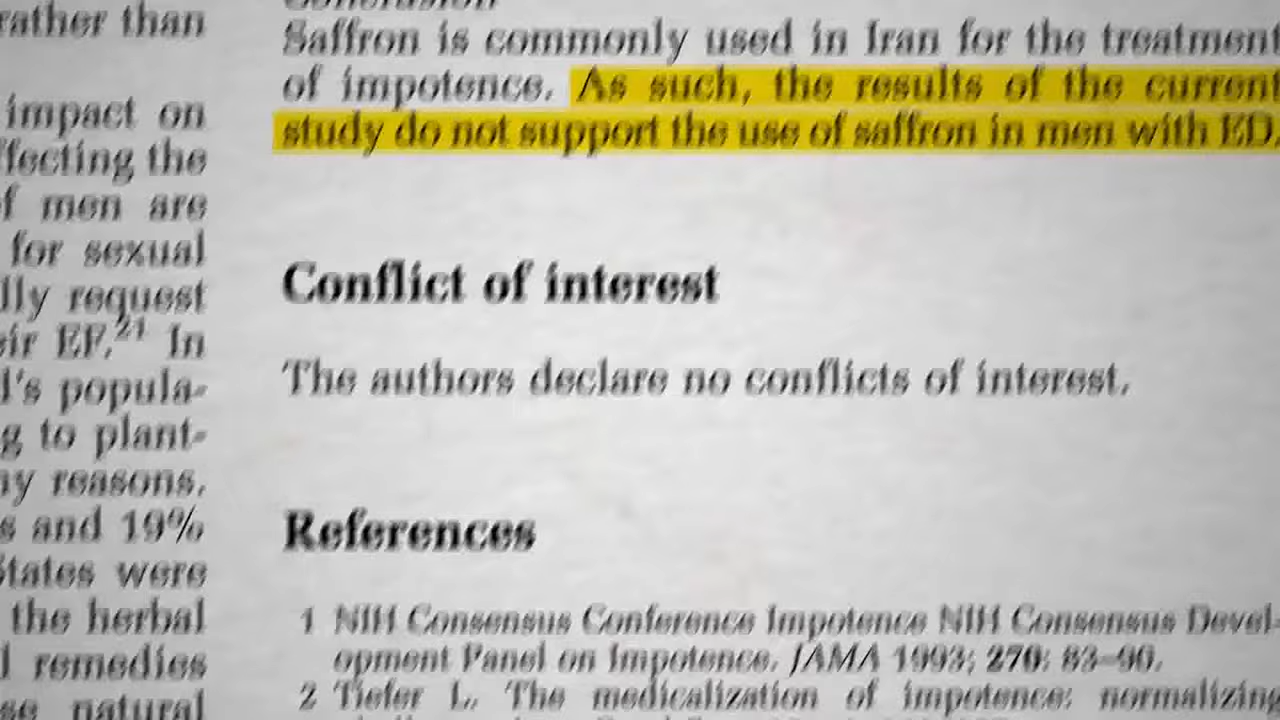 rather than
impact on
ffecting the
f men are
for sexual
lly request
eir EF.21 In
l's popula-
g to plant-
ny reasons.
s and 19%
States were
the herbal
l remedies
se natural
Conclusion
Saffron is commonly used in Iran for the treatment
of impotence. As such, the results of the current
study do not support the use of saffron in men with ED.
Conflict of interest
The authors declare no conflicts of interest.
References
1 NIH Consensus Conference Impotence NIH Consensus Devel-
opment Panel on Impotence. JAMA 1993; 270: 83–90.
2 Tiefer L. The medicalization of impotence: normalizing